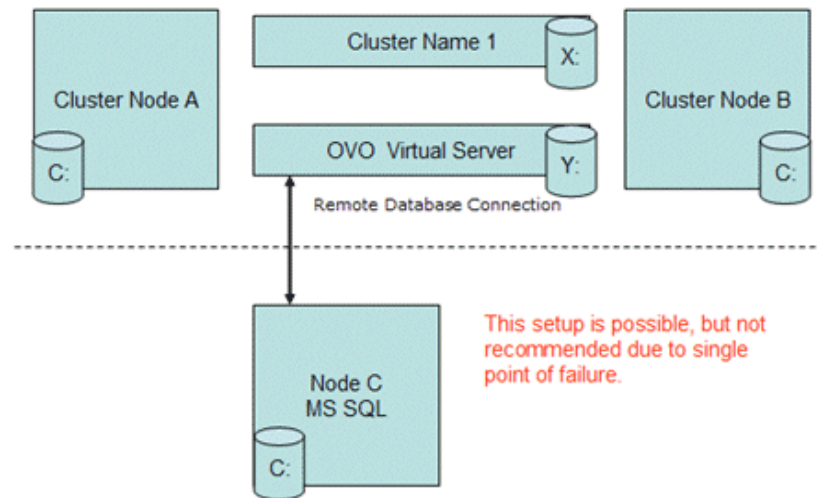 Cluster Name 1
X:
Cluster Node A
Cluster Node B
OVO Virtual Server
Y:
C:
C:
Remote Database Connection
This setup is possible, but not
recommended due to single
point of failure.
Node C
MS SQL
C: